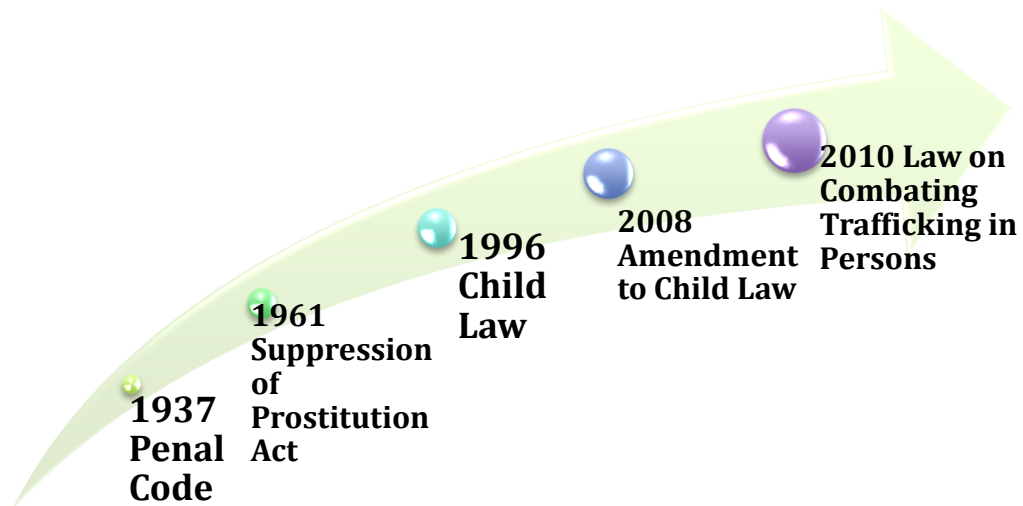 1937
Penal
Code
1961
Suppression
of
Prostitution
Act
1996
Child
Law
2008
Amendment
to Child Law
2010 Law on
Combating
Trafficking in
Persons